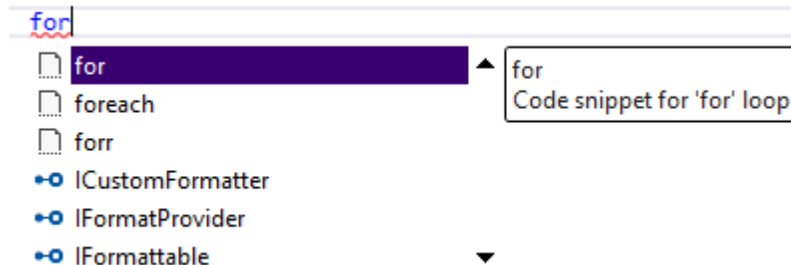 for
for
foreach
forr
ICustomFormatter
IFormatProvider
IFormattable
for
Code snippet for 'for' loop